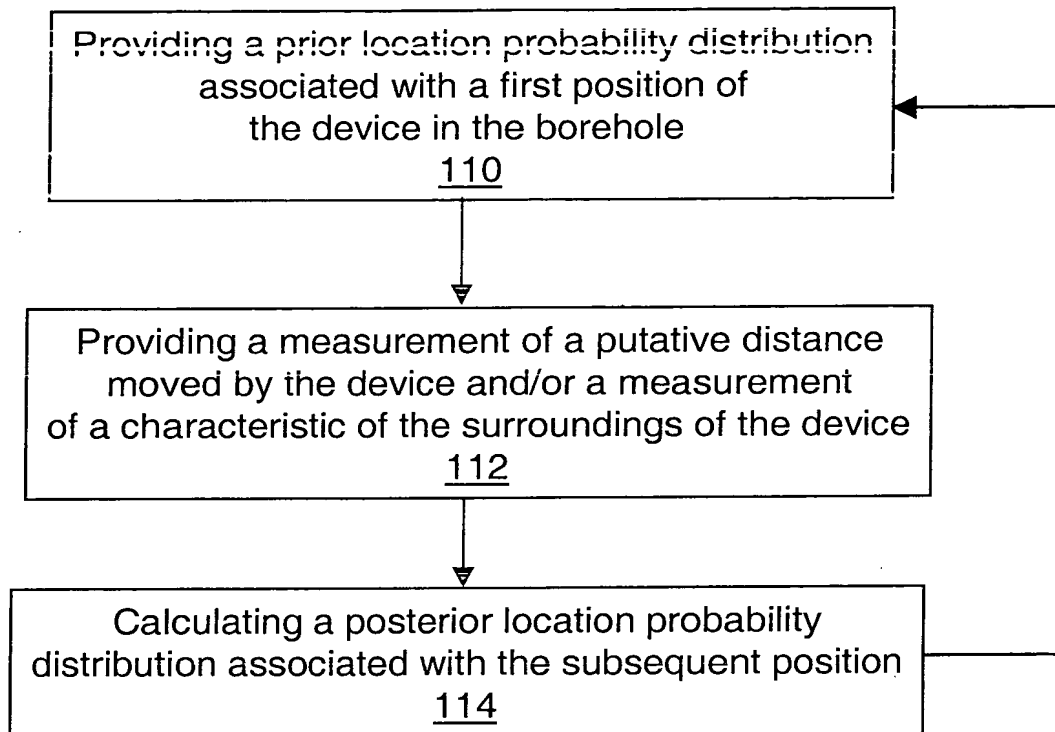 Providing a prior location probability distribution
associated with a first position of
the device in the borehole
110
Providing a measurement of a putative distance
moved by the device and/or a measurement
of a characteristic of the surroundings of the device
112
Calculating a posterior location probability
distribution associated with the subsequent position
114